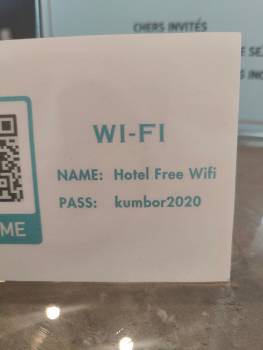 CHERS INVITÉS
WI-FI
NAME: Hotel Free Wifi
PASS: kumbor2020
ME